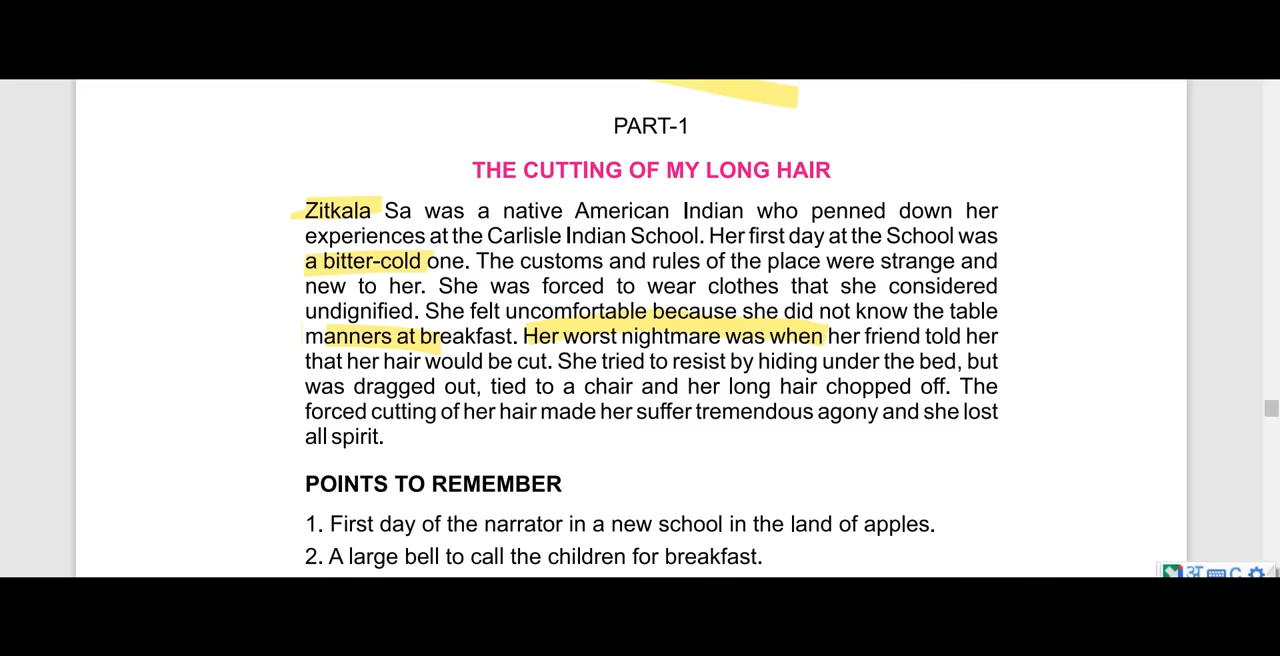 PART-1
THE CUTTING OF MY LONG HAIR
Zitkala Sa was a native American Indian who penned down her
experiences at the Carlisle Indian School. Her first day at the School was
a bitter-cold one. The customs and rules of the place were strange and
new to her. She was forced to wear clothes that she considered
undignified. She felt uncomfortable because she did not know the table
manners at breakfast. Her worst nightmare was when her friend told her
that her hair would be cut. She tried to resist by hiding under the bed, but
was dragged out, tied to a chair and her long hair chopped off. The
forced cutting of her hair made her suffer tremendous agony and she lost
all spirit.
POINTS TO REMEMBER
1. First day of the narrator in a new school in the land of apples.
2. A large bell to call the children for breakfast.
अ C